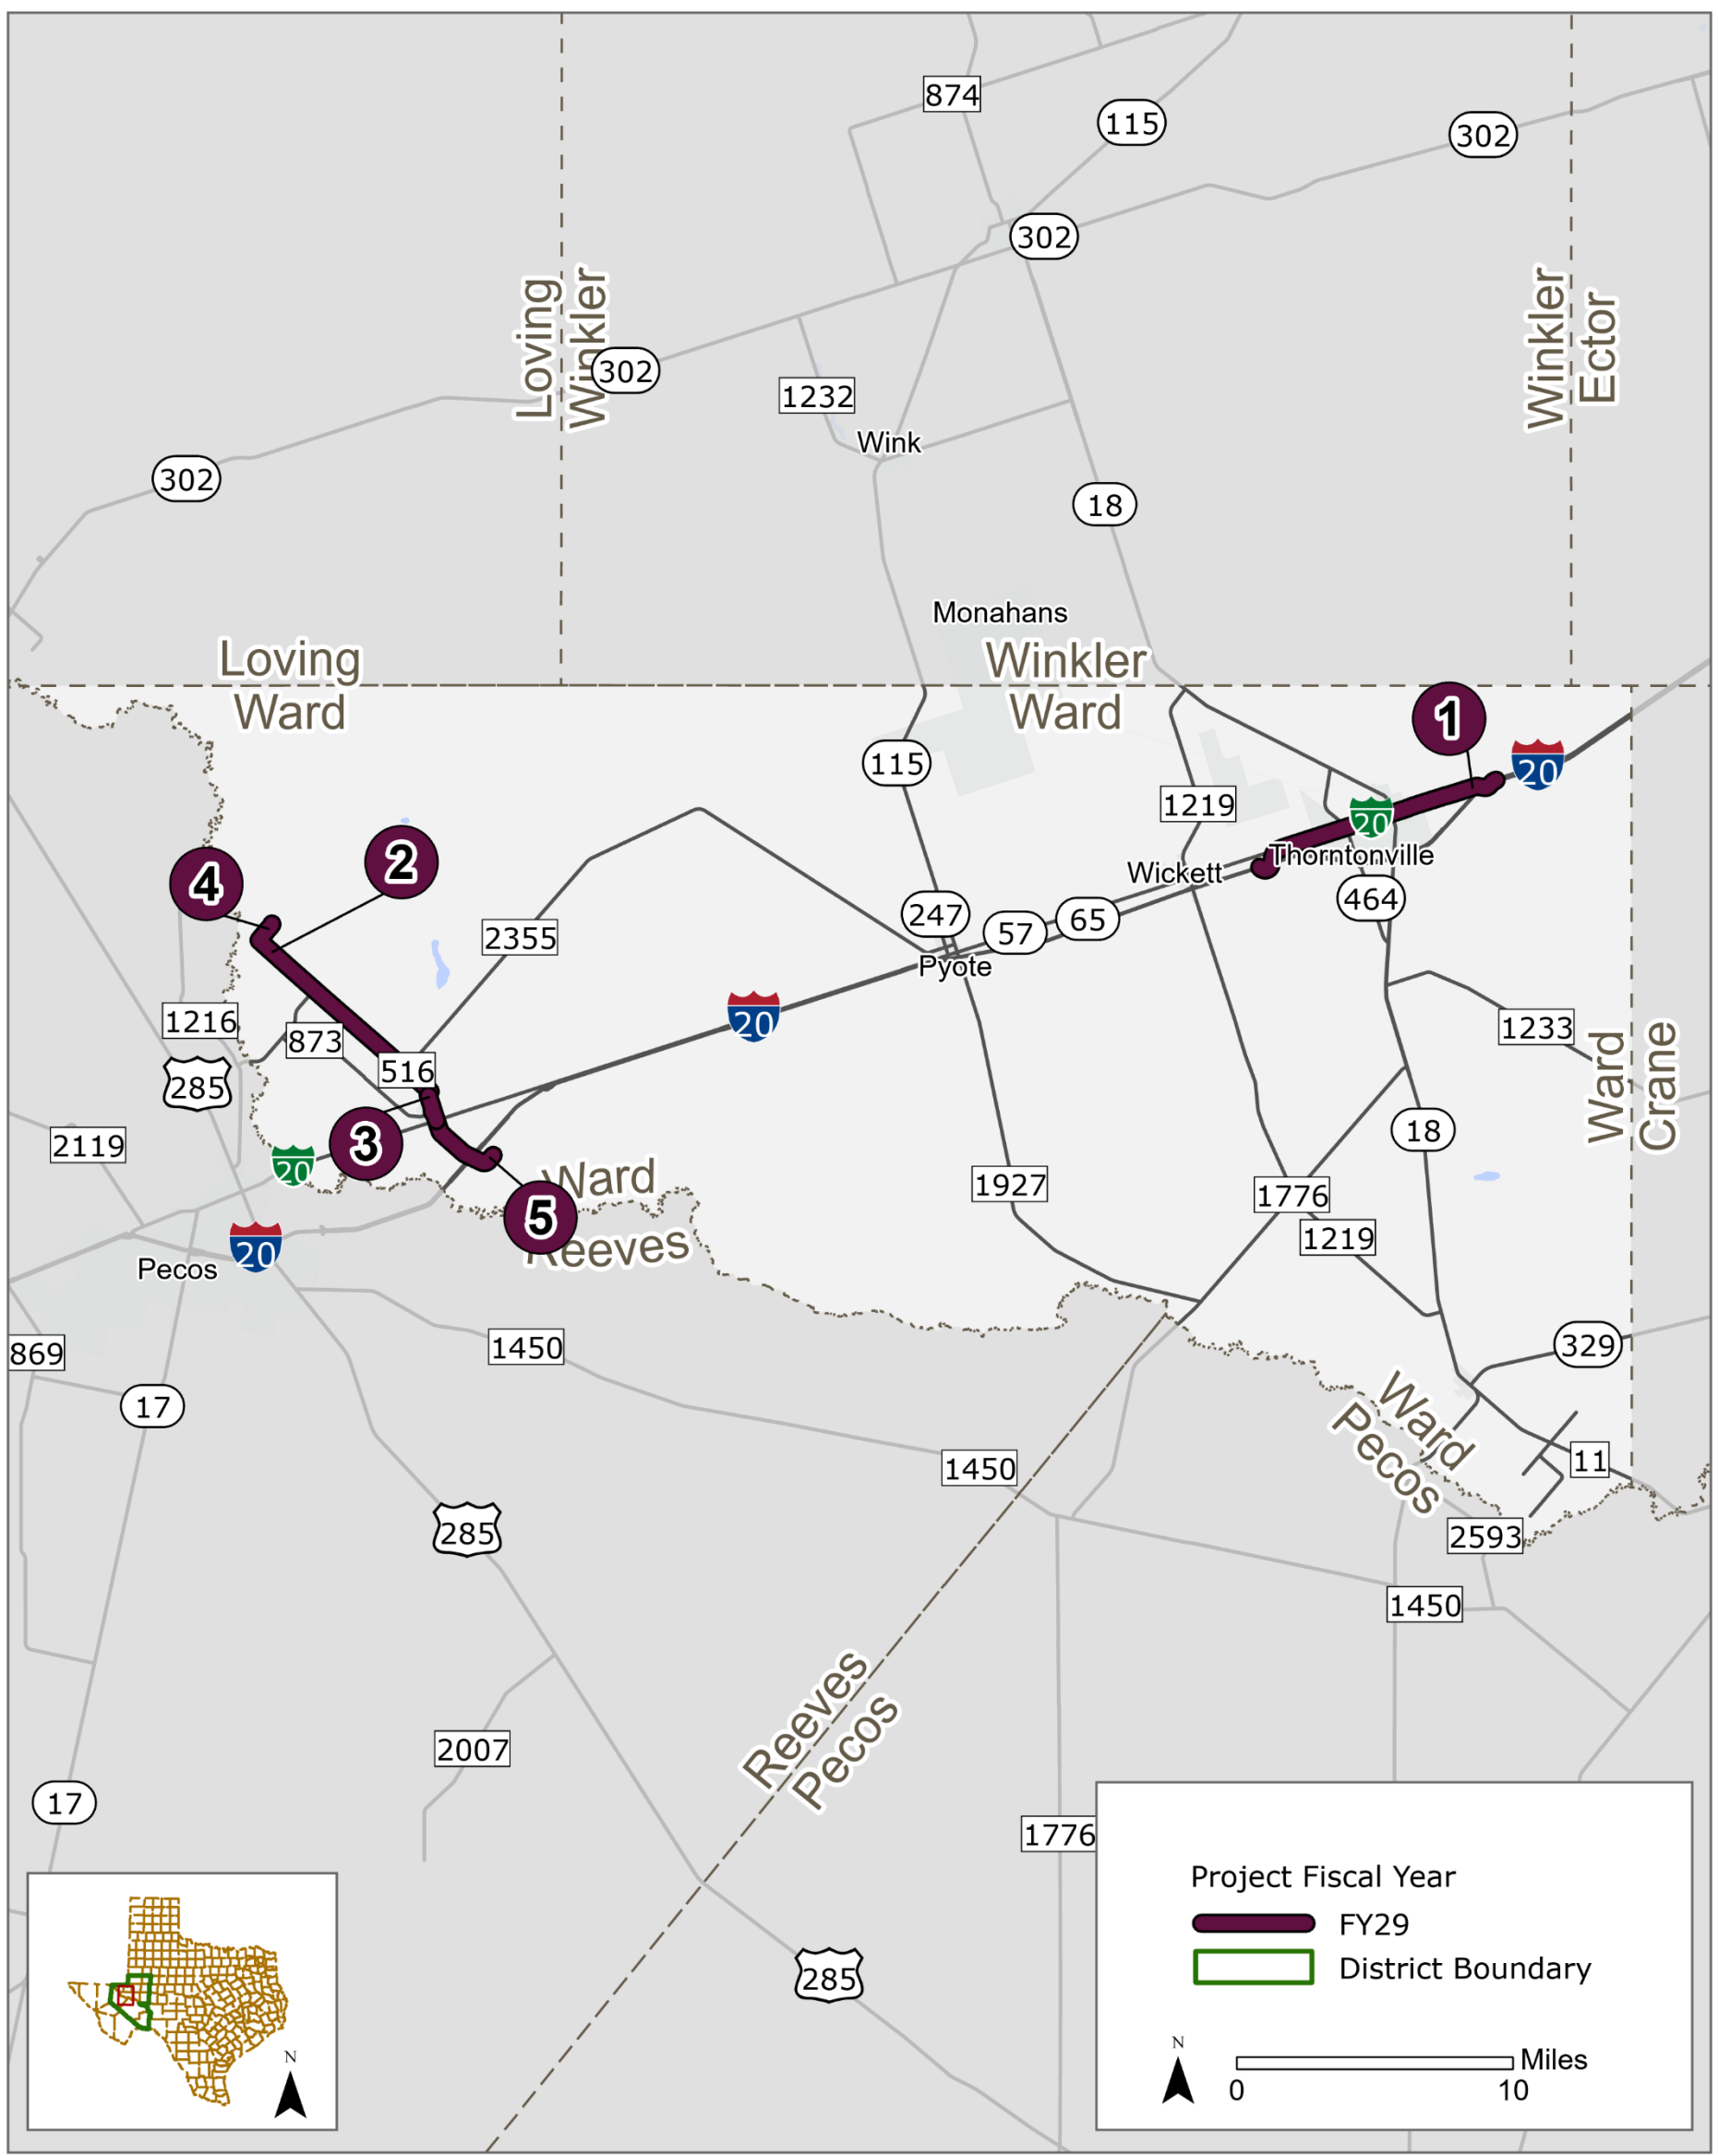 874
115
302
302
Loving
Winkler
Winkler
Ector
302
1232
Wink
302
18
Monahans
Loving
Ward
Winkler
Ward
1
115
20
1219
20
Thorntonville
2
4
Wickett
464
2355
247
57
65
Pyote
1216
873
20
1233
516
285
Ward
Crane
2119
3
18
20
Ward
1927
1776
5
1219
Reeves
20
Pecos
869
1450
329
17
Ward
Pecos
1450
11
285
2593
1450
Reeves
Pecos
2007
17
1776
285
Project Fiscal Year
FY29
District Boundary
N
N
Miles
0
10